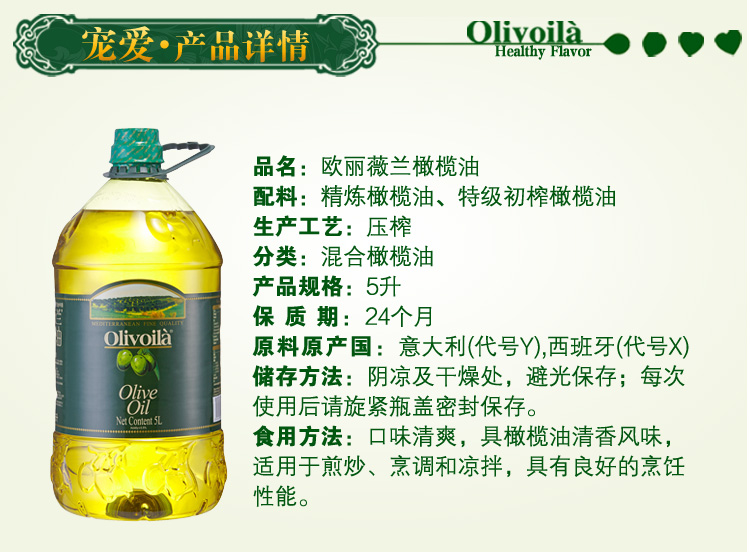 宠爱·产品详情
Olivoilà
Healthy Flavor
品名：欧丽薇兰橄榄油
配料：精炼橄榄油、特级初榨橄榄油
生产工艺：压榨
分类：混合橄榄油
产品规格：5升
保 质 期：24个月
原料原产国：意大利(代号Y),西班牙(代号X)
储存方法：阴凉及干燥处，避光保存；每次
使用后请旋紧瓶盖密封保存。
食用方法：口味清爽，具橄榄油清香风味，
适用于煎炒、烹调和凉拌，具有良好的烹饪
性能。
MEDITERRANEAN FINE QUALITY
Olivoilà
Olive
Oil
Net Content 5L